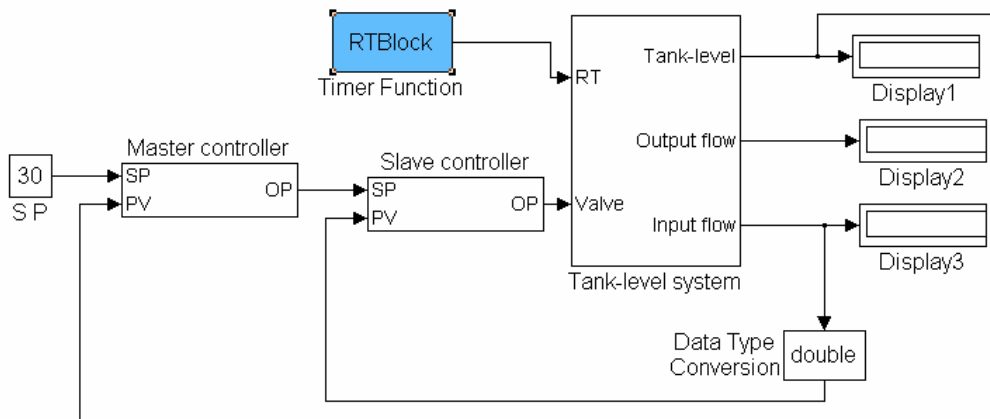 RTBlock
Timer Function
Tank-level
RT
Display1
Master controller
Slave controller
Output flow
Display2
30
SP
OP
PV
S P
SP
OP
PV
Valve
Input flow
Display3
Tank-level system
Data Type
Conversion
double